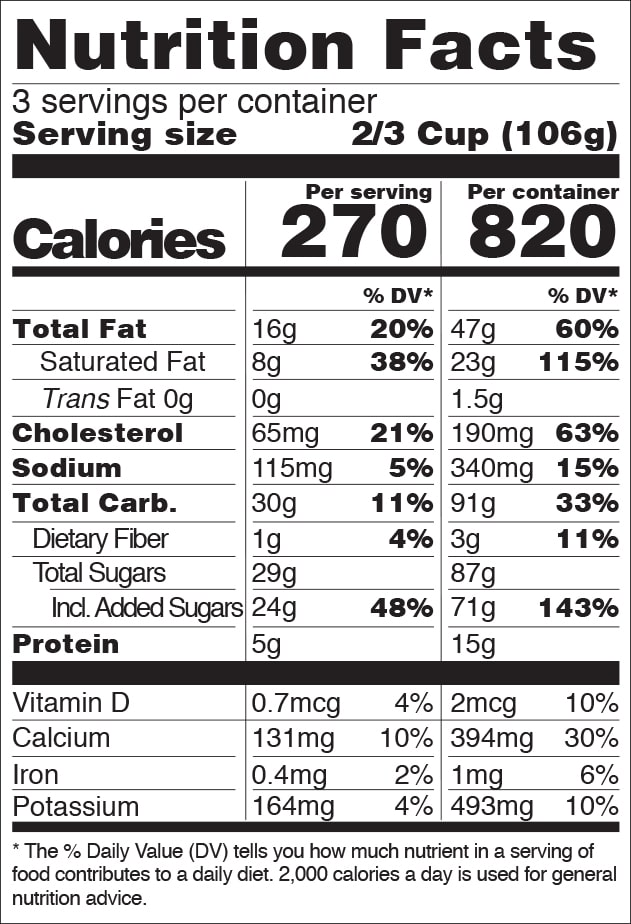 Nutrition Facts
3 servings per container
Serving size 2/3 Cup (106g)
Per serving Per container
Calories 270 820
% DV* % DV*
Total Fat 16g 20% 47g 60%
Saturated Fat 8g 38% 23g 115%
Trans Fat 0g 0g 1.5g
Cholesterol 65mg 21% 190mg 63%
Sodium 115mg 5% 340mg 15%
Total Carb. 30g 11% 91g 33%
Dietary Fiber 1g 4% 3g 11%
Total Sugars 29g 87g
Incl. Added Sugars 24g 48% 71g 143%
Protein 5g 15g
Vitamin D 0.7mcg 4% 2mcg 10%
Calcium 131mg 10% 394mg 30%
Iron 0.4mg 2% 1mg 6%
Potassium 164mg 4% 493mg 10%
* The % Daily Value (DV) tells you how much nutrient in a serving of
food contributes to a daily diet. 2,000 calories a day is used for general
nutrition advice.